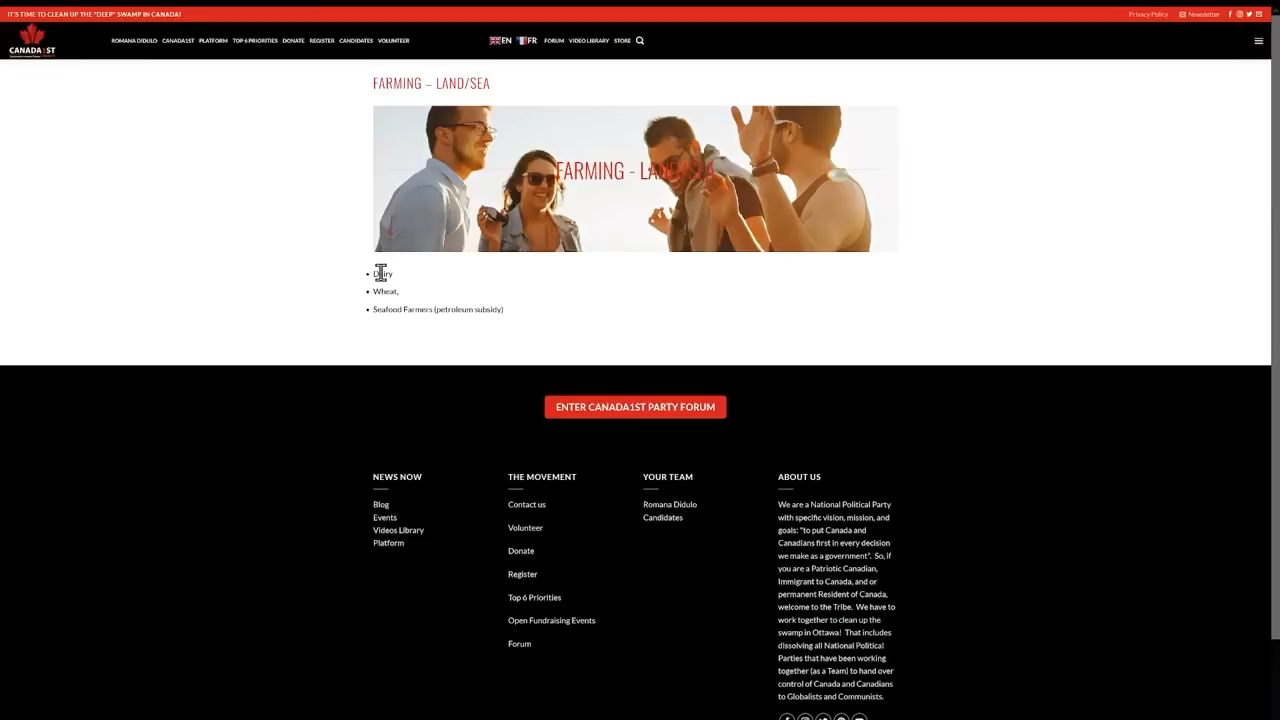 IT'S TIME TO CLEAN UP THE "DEEP" SWAMP IN CANADA!
Privacy Policy
Newsletter
CANADA1ST
ROMANA DIDULO
CANADA1ST
PLATFORM
TOP 6 PRIORITIES
DONATE
REGISTER
CANDIDATES
VOLUNTEER
EN
FR
FORUM
VIDEO LIBRARY
STORE
FARMING – LAND/SEA
FARMING - LAND/SEA
• Dairy
• Wheat,
• Seafood Farmers (petroleum subsidy)
ENTER CANADA1ST PARTY FORUM
NEWS NOW
Blog
Events
Videos Library
Platform
THE MOVEMENT
Contact us
Volunteer
Donate
Register
Top 6 Priorities
Open Fundraising Events
Forum
YOUR TEAM
Romana Didulo
Candidates
ABOUT US
We are a National Political Party
with specific vision, mission, and
goals: "to put Canada and
Canadians first in every decision
we make as a government". So, if
you are a Patriotic Canadian,
Immigrant to Canada, and or
permanent Resident of Canada,
welcome to the Tribe. We have to
work together to clean up the
swamp in Ottawa! That includes
dissolving all National Political
Parties that have been working
together (as a Team) to hand over
control of Canada and Canadians
to Globalists and Communists.